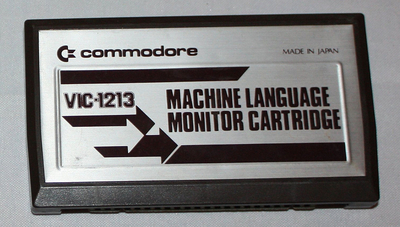 commodore
MADE IN JAPAN
VIC-1213
MACHINE LANGUAGE
MONITOR CARTRIDGE